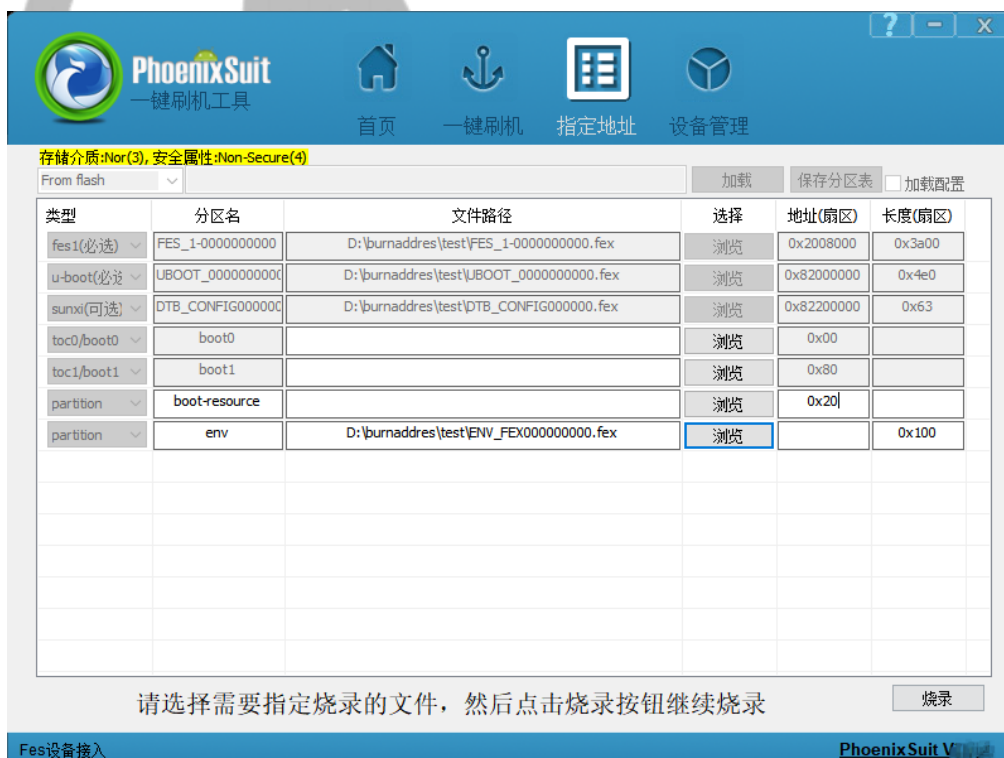 ? - X
PhoenixSuit
一键刷机工具
首页 一键刷机 指定地址 设备管理
存储介质:Nor(3), 安全属性:Non-Secure(4)
From flash 加载 保存分区表 加载配置
类型 分区名 文件路径 选择 地址(扇区) 长度(扇区)
fes1(必选) FES_1-0000000000 D:\burnaddres\test\FES_1-0000000000.fex 浏览 0x2008000 0x3a00
u-boot(必选 UBOOT_0000000000 D:\burnaddres\test\UBOOT_0000000000.fex 浏览 0x82000000 0x4e0
sunxi(可选) DTB_CONFIG000000 D:\burnaddres\test\DTB_CONFIG000000.fex 浏览 0x82200000 0x63
toc0/boot0 boot0 浏览 0x00
toc1/boot1 boot1 浏览 0x80
partition boot-resource 浏览 0x20
partition env D:\burnaddres\test\ENV_FEX000000000.fex 浏览 0x100
请选择需要指定烧录的文件，然后点击烧录按钮继续烧录
烧录
Fes设备接入 PhoenixSuit